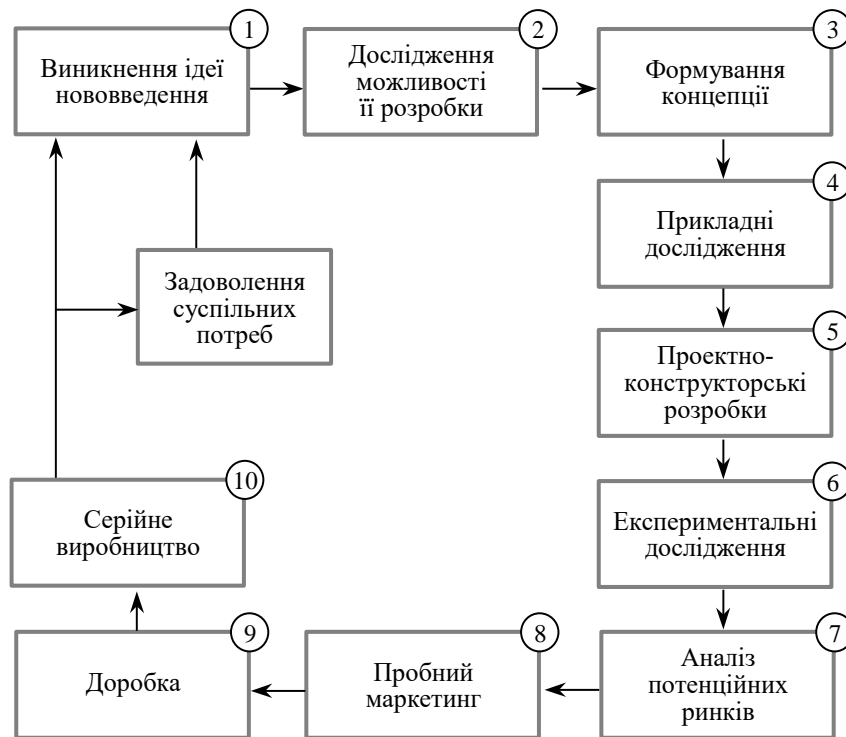 1
Виникнення ідеї
нововведення
2
Дослідження
можливості
її розробки
3
Формування
концепції
4
Прикладні
дослідження
Задоволення
суспільних
потреб
5
Проектно-
конструкторські
розробки
10
Серійне
виробництво
6
Експериментальні
дослідження
9
Доробка
8
Пробний
маркетинг
7
Аналіз
потенційних
ринків